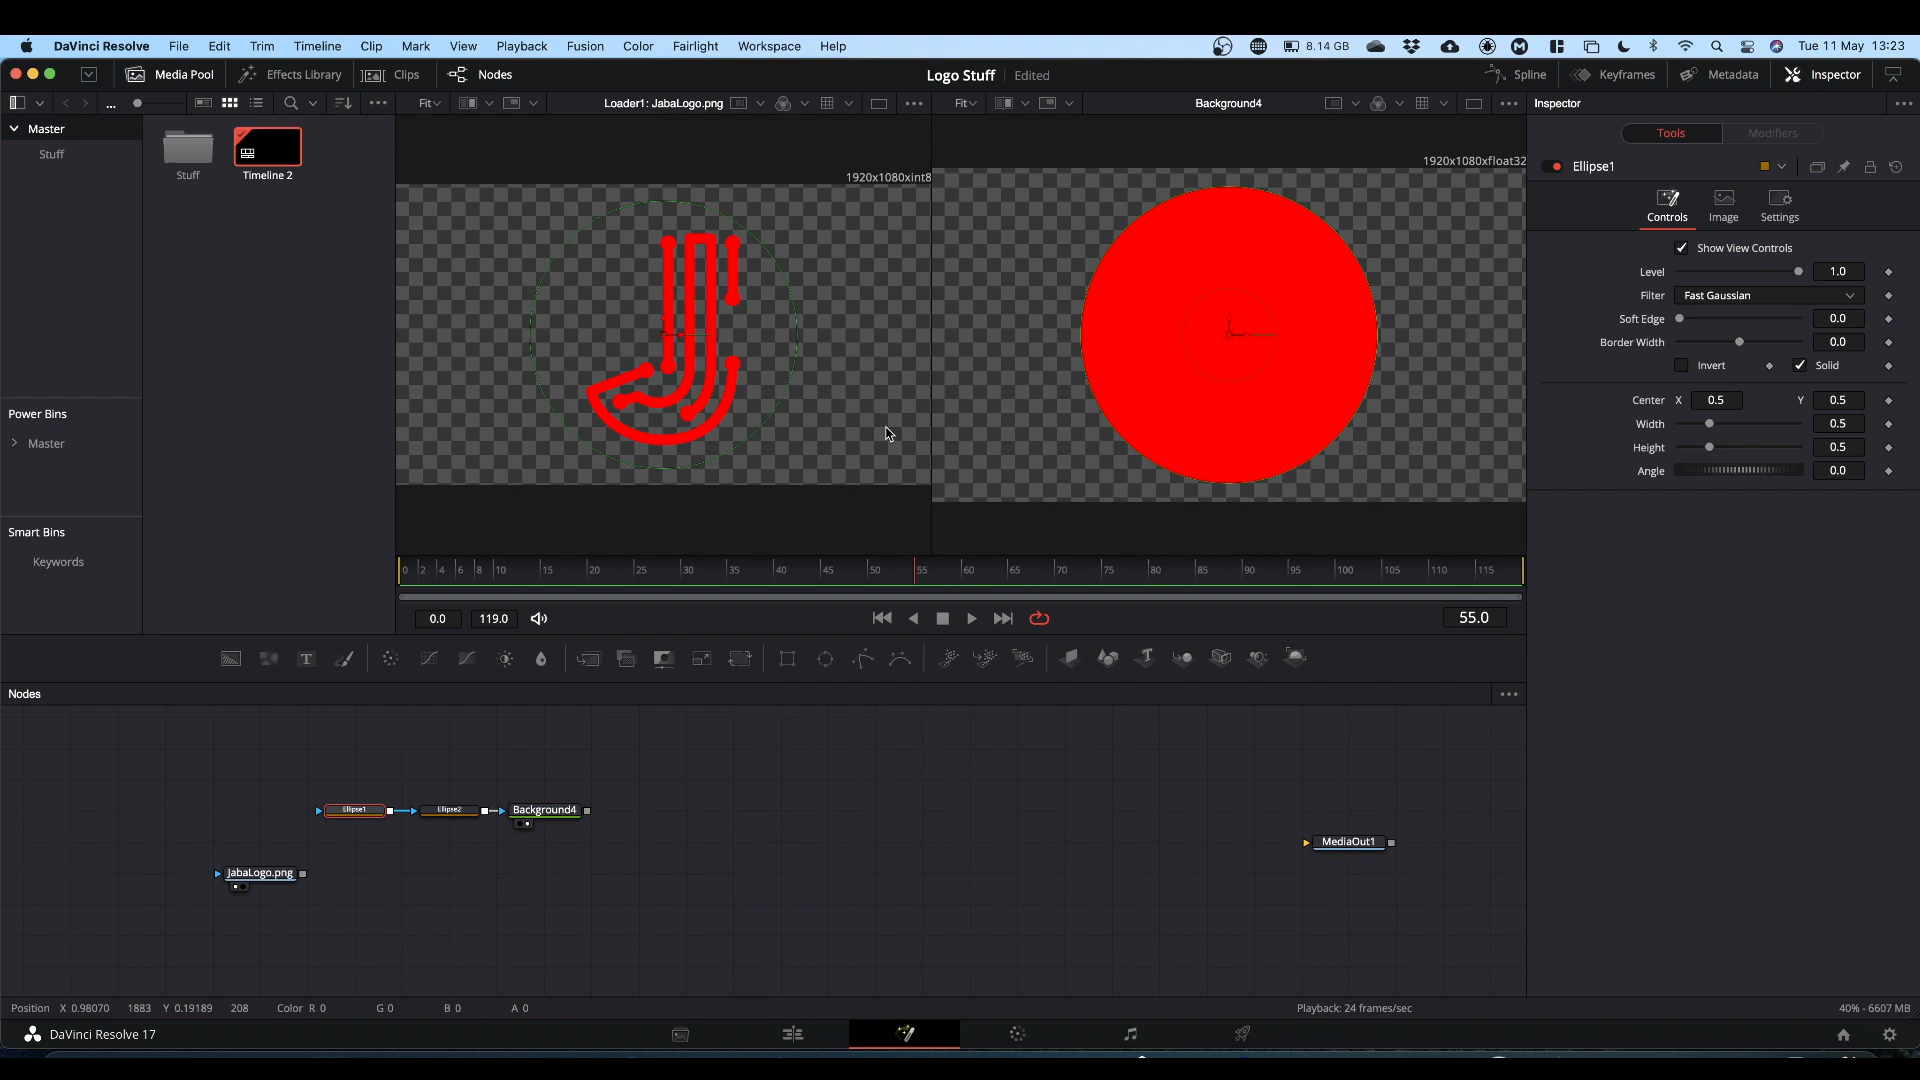 DaVinci Resolve File Edit Trim Timeline Clip Mark View Playback Fusion Color Fairlight Workspace Help 8.14 GB Tue 11 May 13:23
Media Pool Effects Library Clips Nodes Logo Stuff Edited Spline Keyframes Metadata Inspector
Fit Loader1: JabaLogo.png Fit Background4 Inspector
Master
Stuff
Stuff Timeline 2
1920x1080xint8
1920x1080xfloat32
Tools Modifiers
Ellipse1
Controls Image Settings
Show View Controls
Level 1.0
Filter Fast Gaussian
Soft Edge 0.0
Border Width 0.0
Invert Solid
Center X 0.5 Y 0.5
Width 0.5
Height 0.5
Angle 0.0
Power Bins
Master
Smart Bins
Keywords
0 2 4 6 8 10 15 20 25 30 35 40 45 50 55 60 65 70 75 80 85 90 95 100 105 110 115
0.0 119.0 55.0
T
Nodes
Ellipse1 Ellipse2 Background4
MediaOut1
JabaLogo.png
Position X 0.98070 1883 Y 0.19189 208 Color R 0 G 0 B 0 A 0 Playback: 24 frames/sec 40% - 6607 MB
DaVinci Resolve 17